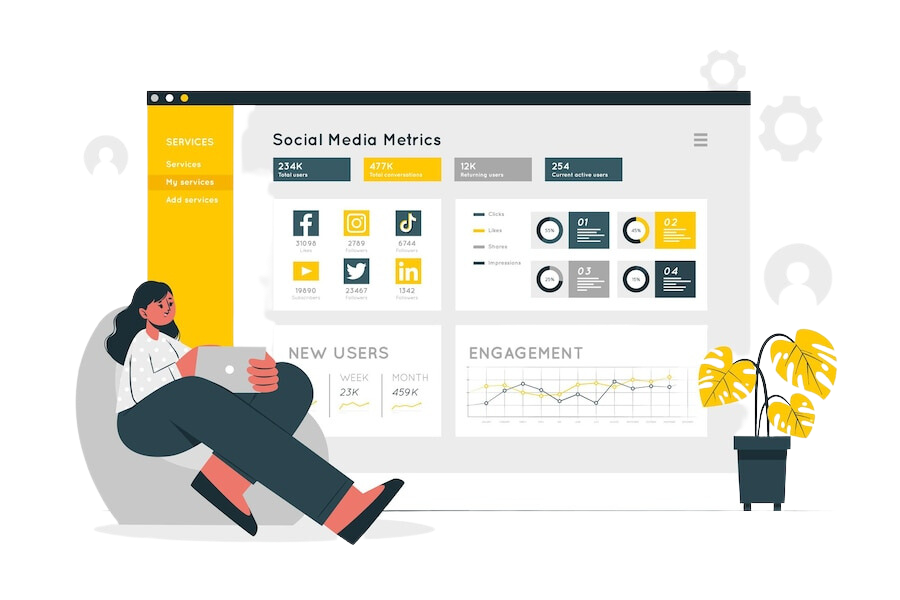 SERVICES
Services
My services
Add services
Social Media Metrics
234K
Total users
477K
Total conversations
12K
Returning users
254
Current active users
31098
Likes
2789
Followers
6744
Followers
19890
Subscribers
23467
Followers
1342
Followers
Clicks
Likes
Shares
Impressions
55%
01
45%
02
25%
03
15%
04
NEW USERS
WEEK
23K
MONTH
459K
ENGAGEMENT